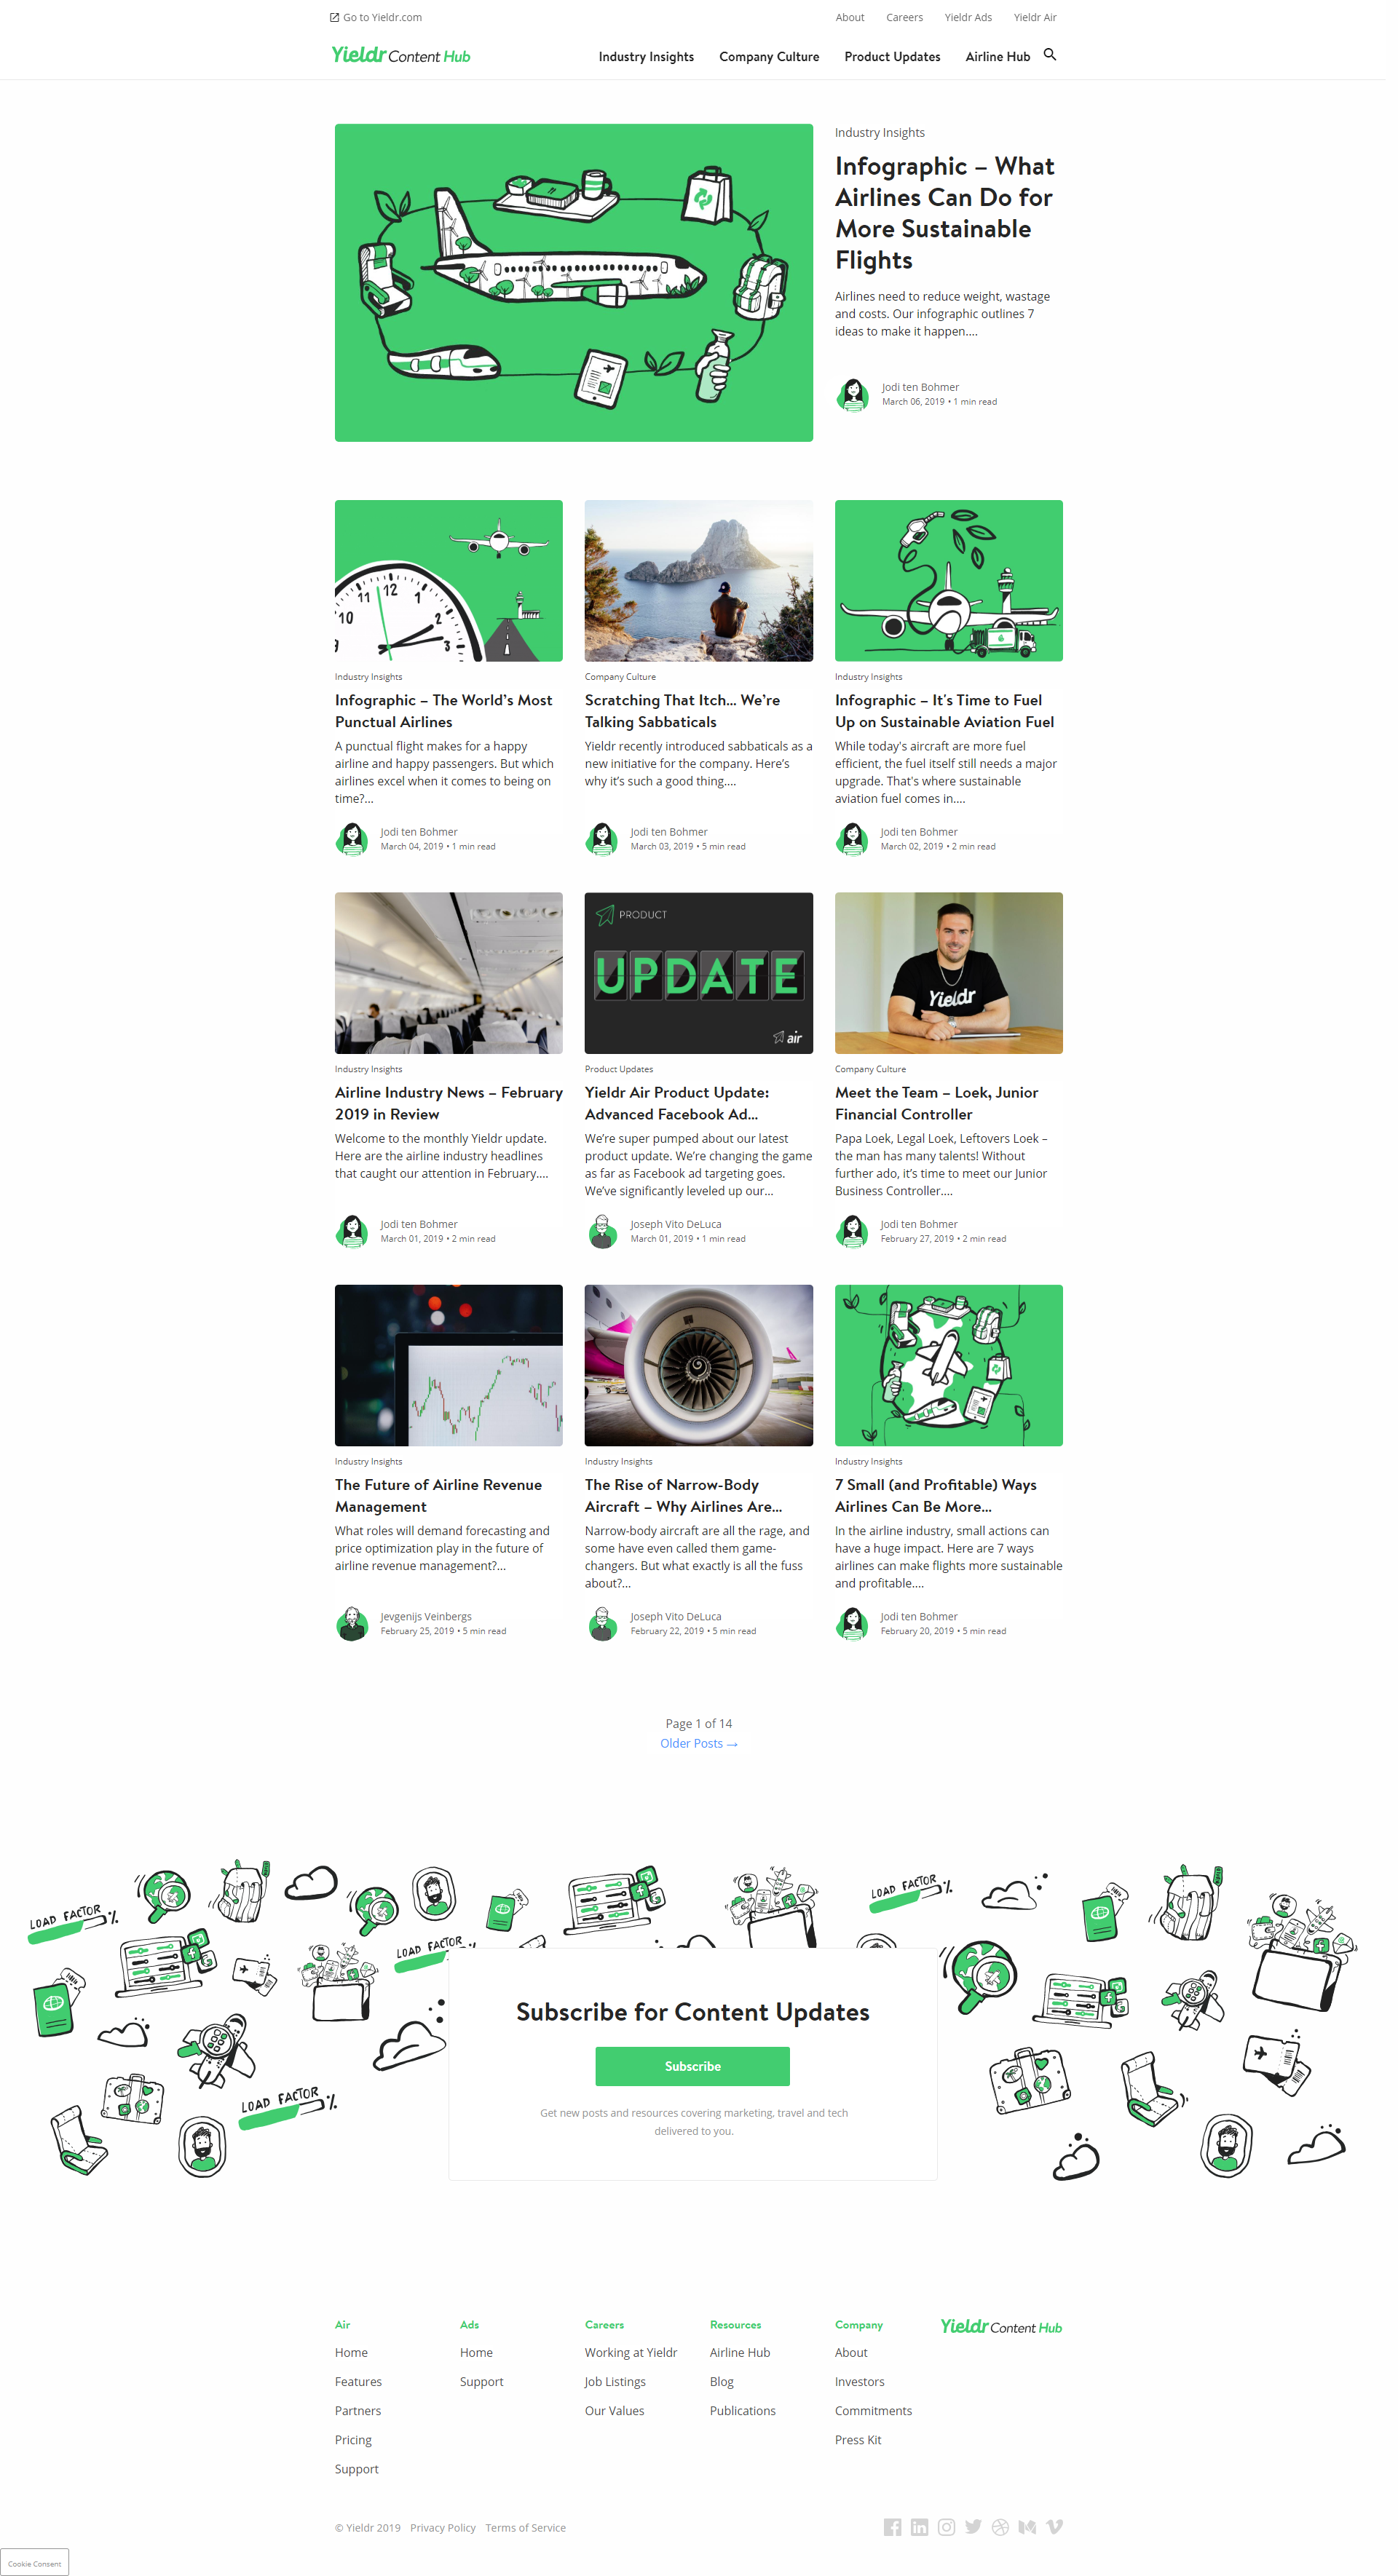 Go to Yieldr.com
About Careers Yieldr Ads Yieldr Air
Yieldr Content Hub
Industry Insights Company Culture Product Updates Airline Hub
Industry Insights
Infographic – What
Airlines Can Do for
More Sustainable
Flights
Airlines need to reduce weight, wastage
and costs. Our infographic outlines 7
ideas to make it happen....
Jodi ten Bohmer
March 06, 2019 • 1 min read
11 12 1
10 2
9 3
Industry Insights
Infographic – The World’s Most
Punctual Airlines
A punctual flight makes for a happy
airline and happy passengers. But which
airlines excel when it comes to being on
time?...
Jodi ten Bohmer
March 04, 2019 • 1 min read
Company Culture
Scratching That Itch… We’re
Talking Sabbaticals
Yieldr recently introduced sabbaticals as a
new initiative for the company. Here’s
why it’s such a good thing....
Jodi ten Bohmer
March 03, 2019 • 5 min read
Industry Insights
Infographic – It's Time to Fuel
Up on Sustainable Aviation Fuel
While today's aircraft are more fuel
efficient, the fuel itself still needs a major
upgrade. That's where sustainable
aviation fuel comes in....
Jodi ten Bohmer
March 02, 2019 • 2 min read
Industry Insights
Airline Industry News – February
2019 in Review
Welcome to the monthly Yieldr update.
Here are the airline industry headlines
that caught our attention in February....
Jodi ten Bohmer
March 01, 2019 • 2 min read
PRODUCT
UPDATE
air
Product Updates
Yieldr Air Product Update:
Advanced Facebook Ad...
We’re super pumped about our latest
product update. We’re changing the game
as far as Facebook ad targeting goes.
We’ve significantly leveled up our...
Joseph Vito DeLuca
March 01, 2019 • 1 min read
Yieldr
Company Culture
Meet the Team – Loek, Junior
Financial Controller
Papa Loek, Legal Loek, Leftovers Loek –
the man has many talents! Without
further ado, it’s time to meet our Junior
Business Controller....
Jodi ten Bohmer
February 27, 2019 • 2 min read
Industry Insights
The Future of Airline Revenue
Management
What roles will demand forecasting and
price optimization play in the future of
airline revenue management?...
Jevgenijs Veinbergs
February 25, 2019 • 5 min read
Industry Insights
The Rise of Narrow-Body
Aircraft – Why Airlines Are...
Narrow-body aircraft are all the rage, and
some have even called them game-
changers. But what exactly is all the fuss
about?...
Joseph Vito DeLuca
February 22, 2019 • 5 min read
Industry Insights
7 Small (and Profitable) Ways
Airlines Can Be More...
In the airline industry, small actions can
have a huge impact. Here are 7 ways
airlines can make flights more sustainable
and profitable....
Jodi ten Bohmer
February 20, 2019 • 5 min read
Page 1 of 14
Older Posts →
LOAD FACTOR %
LOAD FACTOR %
LOAD FACTOR %
LOAD FACTOR %
Subscribe for Content Updates
Subscribe
Get new posts and resources covering marketing, travel and tech
delivered to you.
Air
Home
Features
Partners
Pricing
Support
Ads
Home
Support
Careers
Working at Yieldr
Job Listings
Our Values
Resources
Airline Hub
Blog
Publications
Company
About
Investors
Commitments
Press Kit
Yieldr Content Hub
© Yieldr 2019 Privacy Policy Terms of Service
Cookie Consent